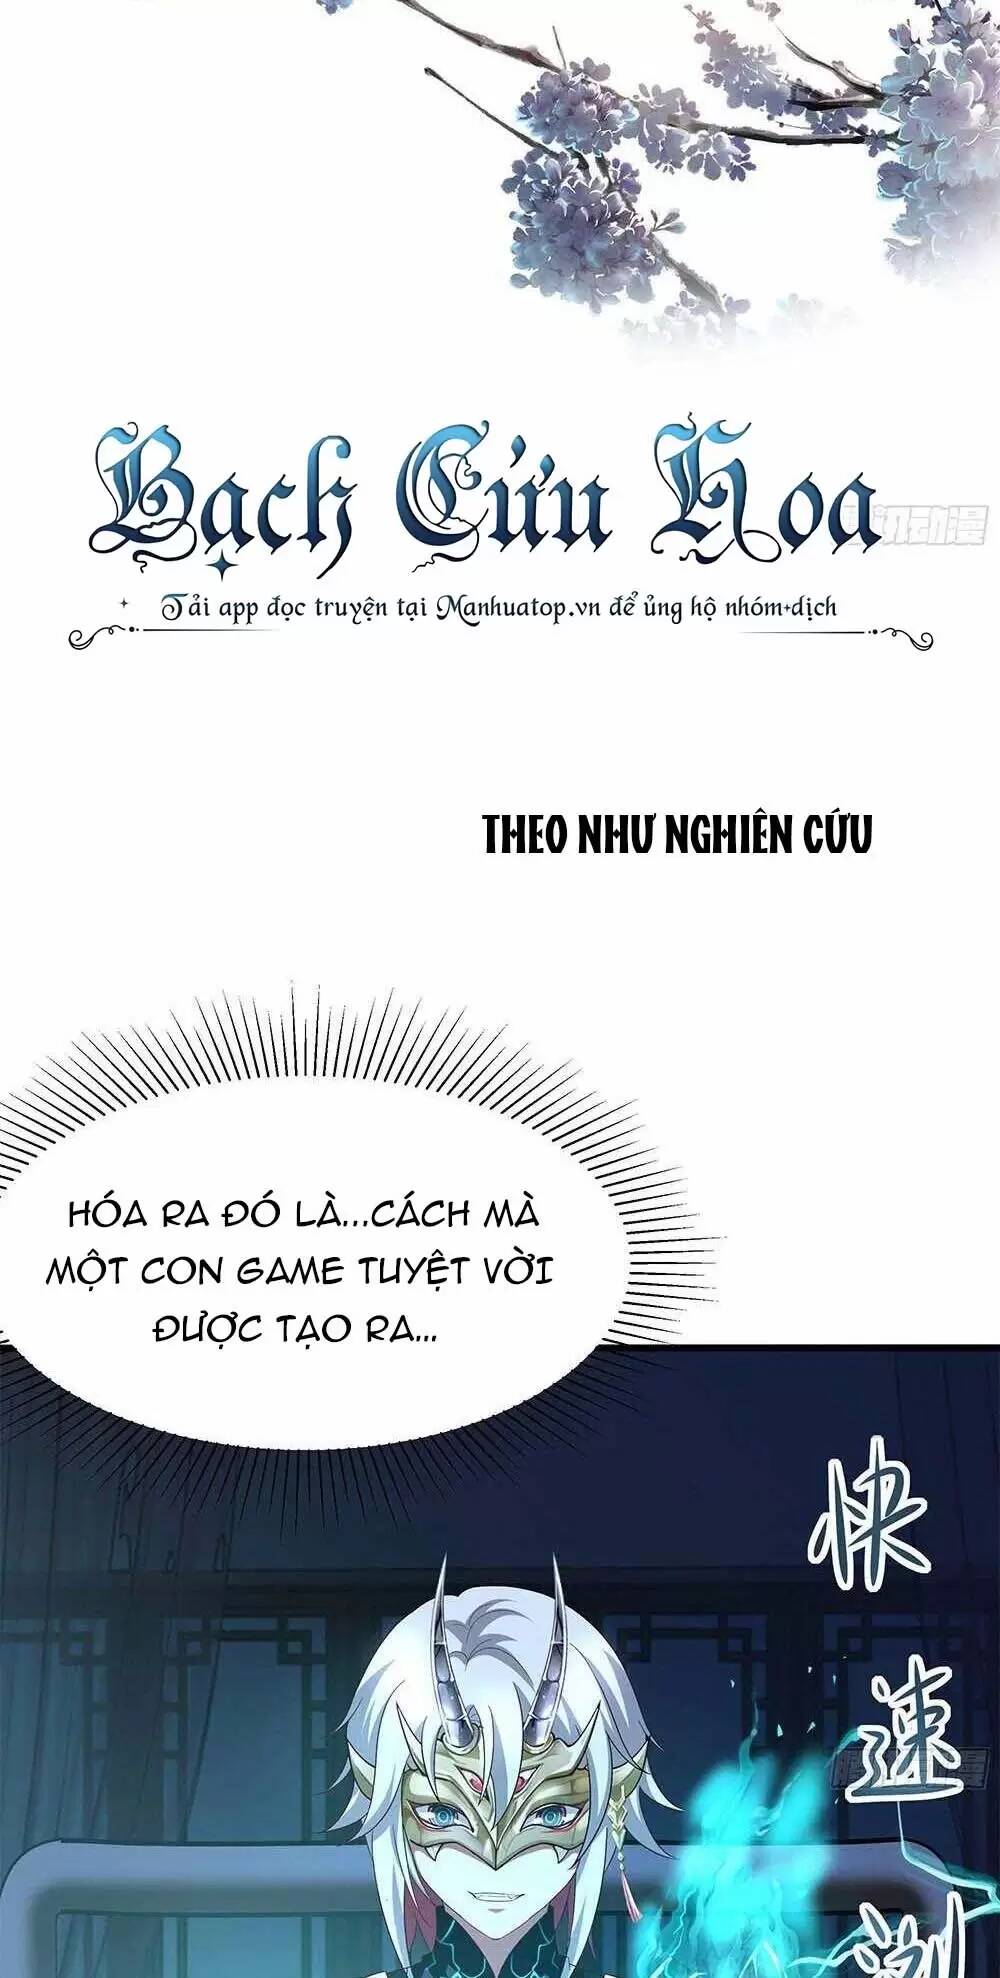 Bạch Cửu Hoa
Tải app đọc truyện tại Manhuatop.vn để ủng hộ nhóm dịch
THEO NHƯ NGHIÊN CỨU
HÓA RA ĐÓ LÀ...CÁCH MÀ
MỘT CON GAME TUYỆT VỜI
ĐƯỢC TẠO RA...
快
速